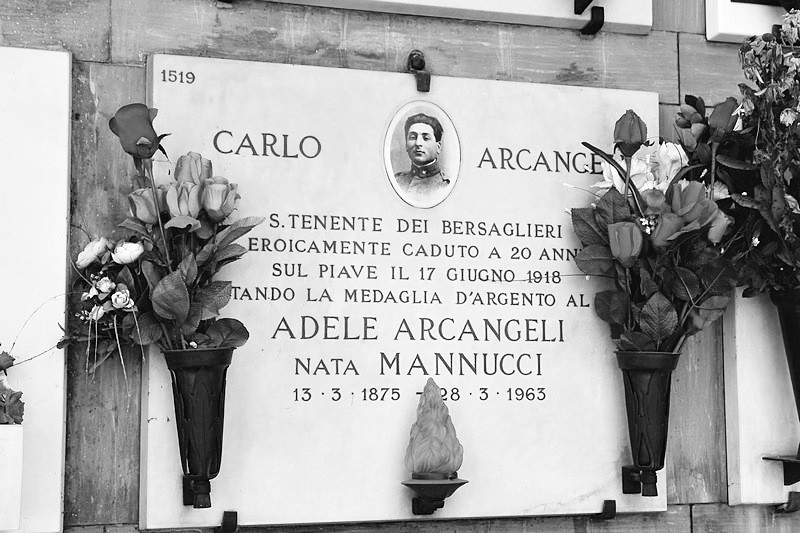 1519
CARLO ARCANGE
S. TENENTE DEI BERSAGLIERI
EROICAMENTE CADUTO A 20 ANNI
SUL PIAVE IL 17 GIUGNO 1918
TANDO LA MEDAGLIA D'ARGENTO AL
ADELE ARCANGELI
NATA MANNUCCI
13 · 3 · 1875 - 28 · 3 · 1963